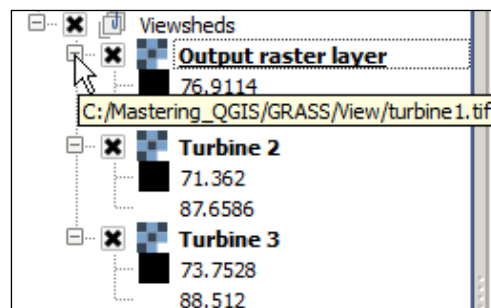 Viewsheds
Output raster layer
76.9114
C:/Mastering_QGIS/GRASS/View/turbine1.tif
Turbine 2
71.362
87.6586
Turbine 3
73.7528
88.512